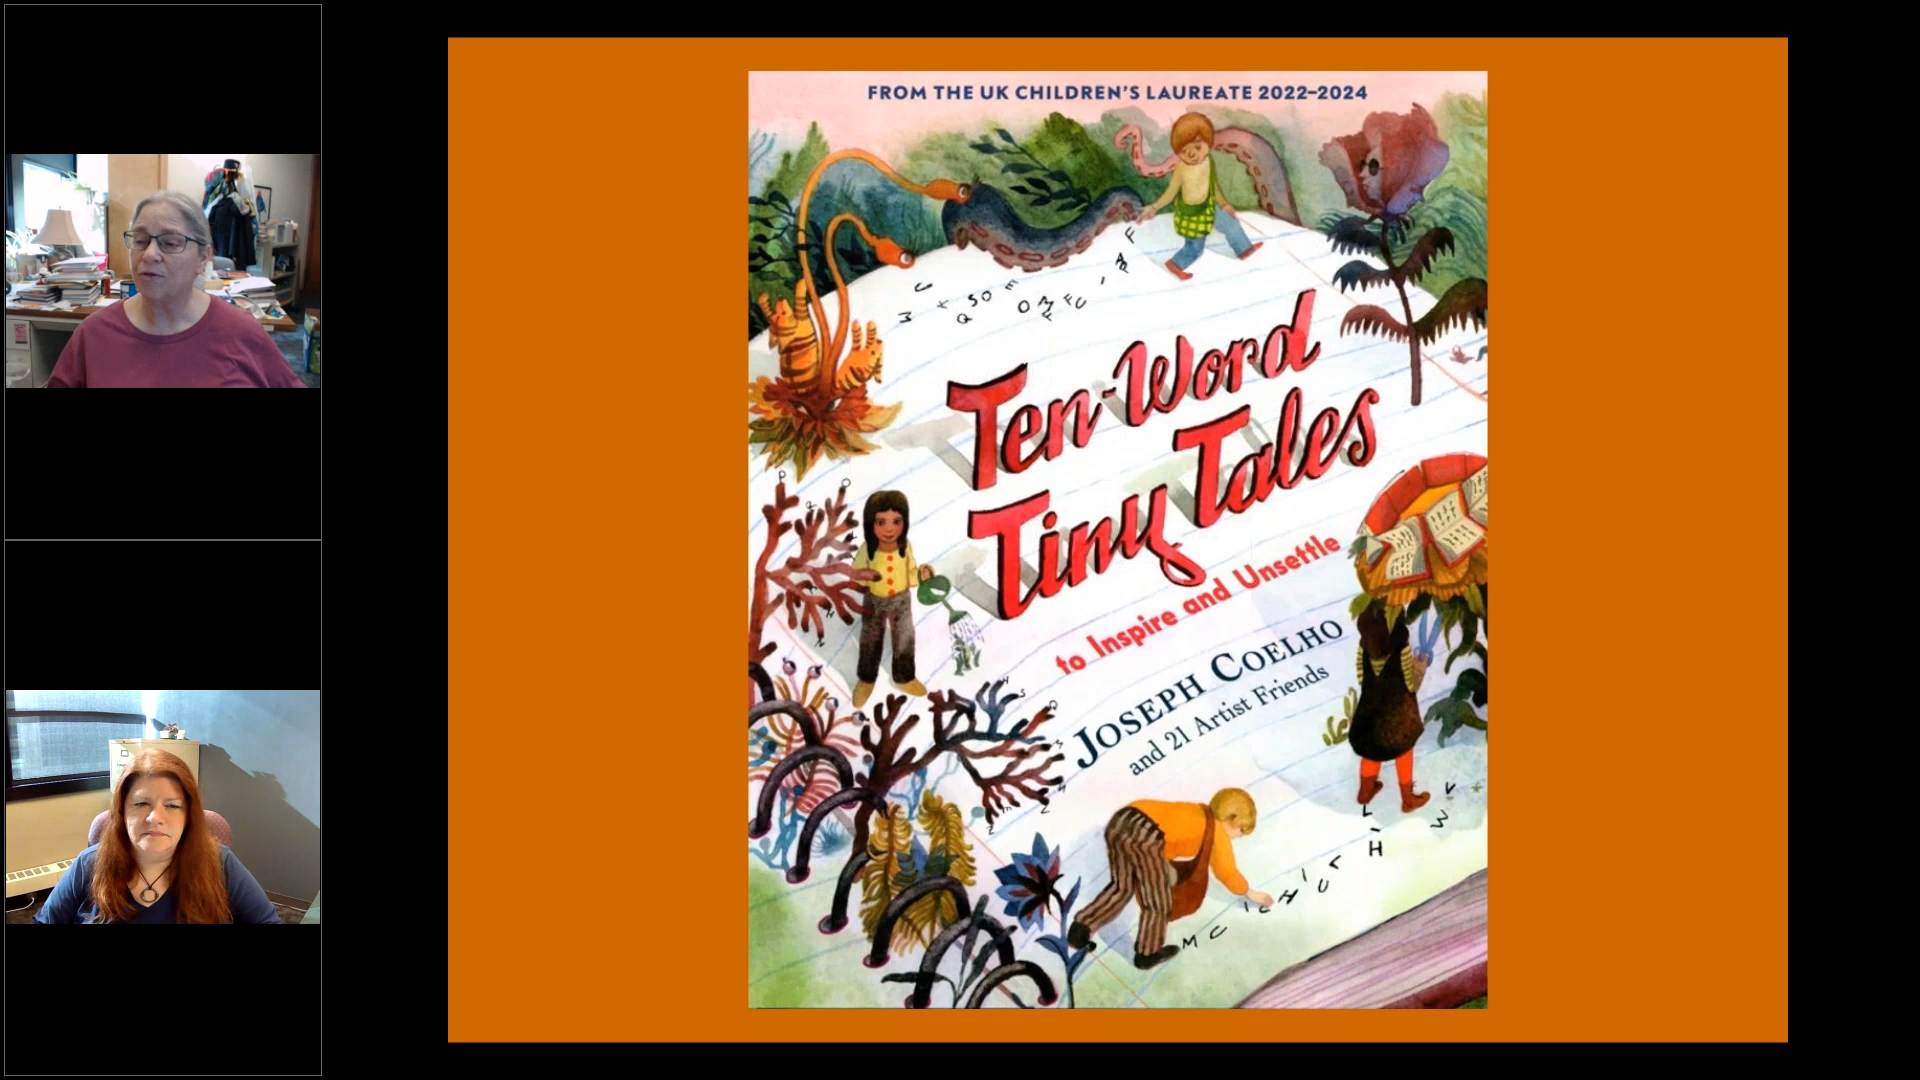 FROM THE UK CHILDREN'S LAUREATE 2022–2024
Ten-Word
Tiny Tales
to Inspire and Unsettle
JOSEPH COELHO
and 21 Artist Friends